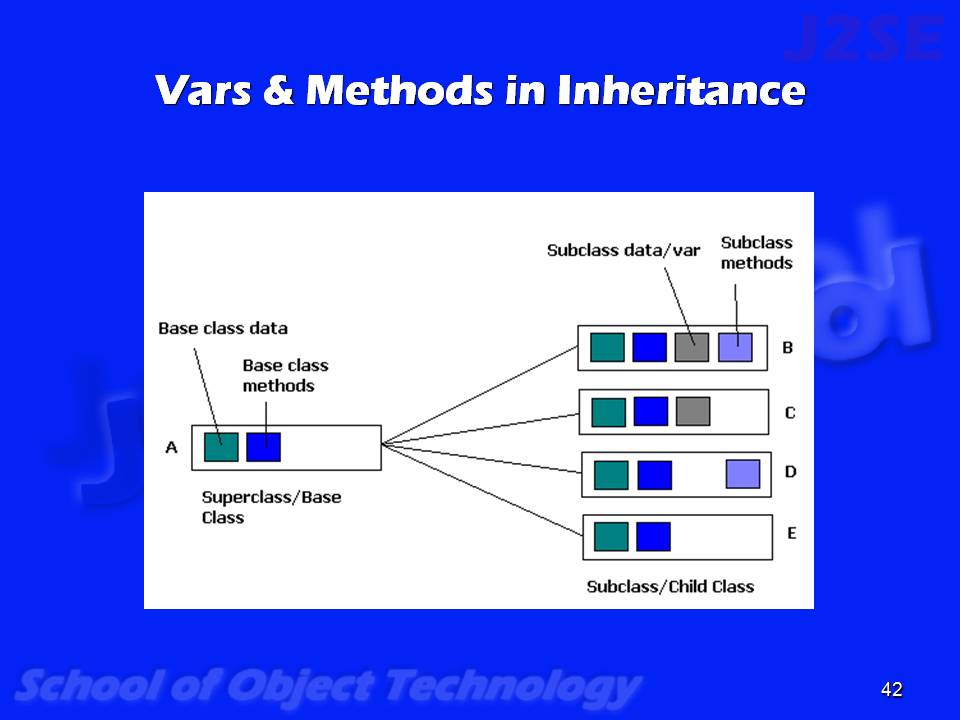 J2SE
Vars & Methods in Inheritance
Subclass data/var
Subclass
methods
Base class data
Base class
methods
A
Superclass/Base
Class
B
C
D
E
Subclass/Child Class
School of Object Technology
42